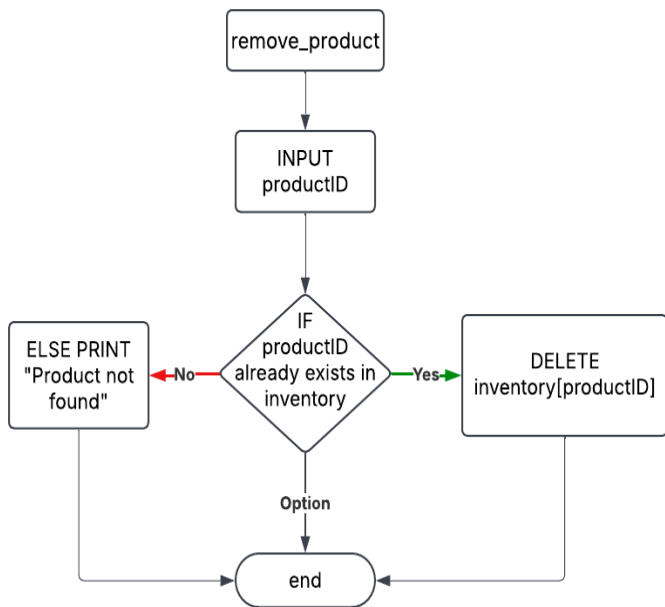 remove_product
INPUT
productID
IF
productID
already exists in
inventory
ELSE PRINT
"Product not
found"
No
Yes
DELETE
inventory[productID]
Option
end